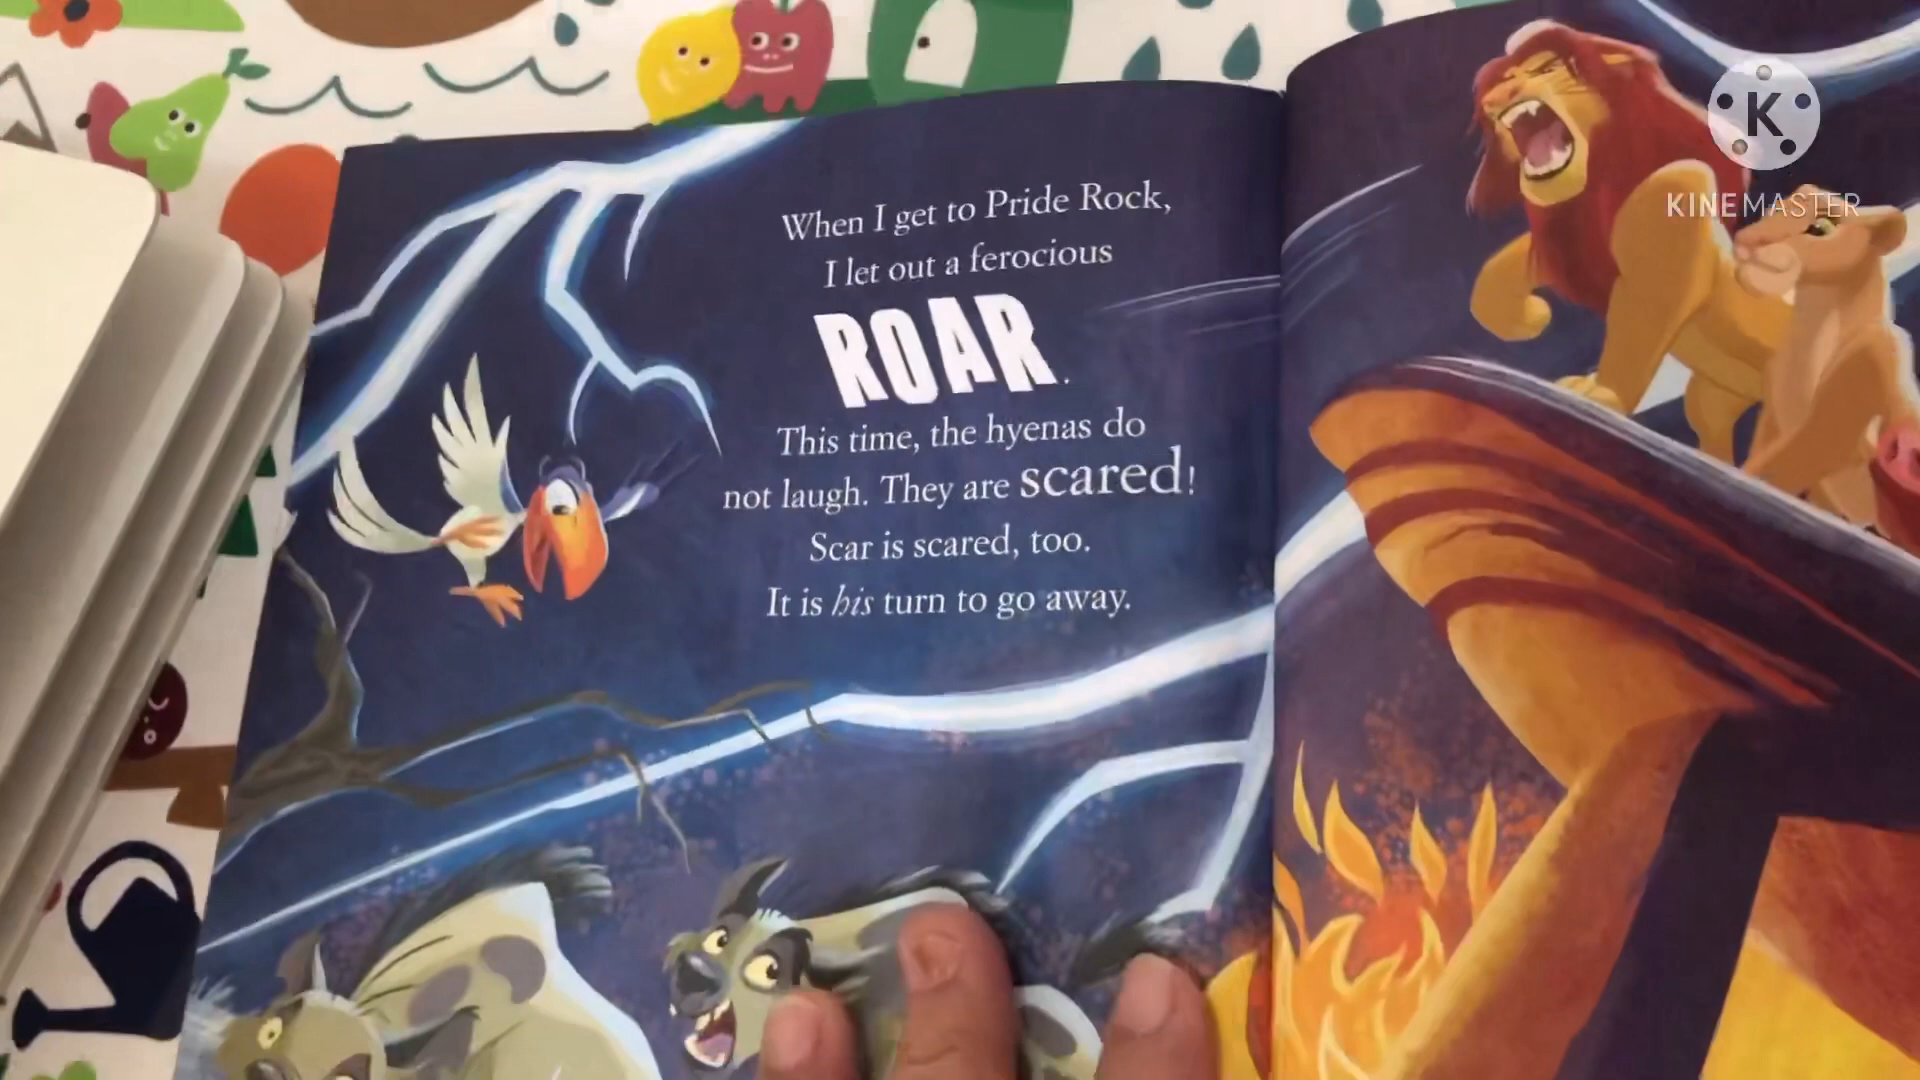 When I get to Pride Rock,
I let out a ferocious
ROAR.
This time, the hyenas do
not laugh. They are scared!
Scar is scared, too.
It is his turn to go away.
K
KINEMASTER